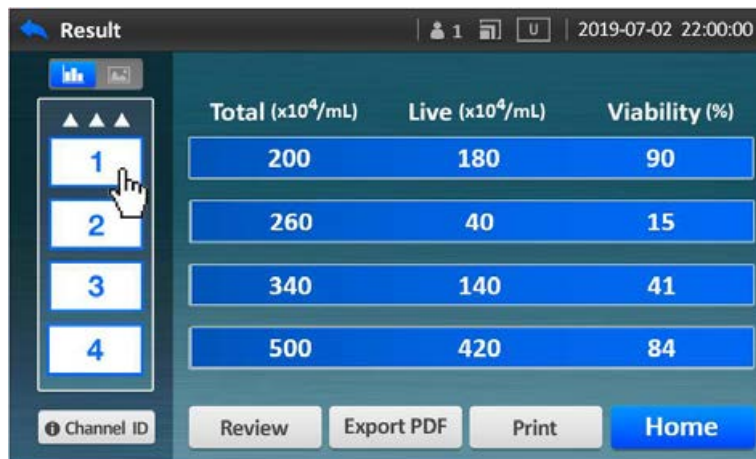 Result 1 U 2019-07-02 22:00:00
Total (x10⁴/mL) Live (x10⁴/mL) Viability (%)
1 200 180 90
2 260 40 15
3 340 140 41
4 500 420 84
Channel ID Review Export PDF Print Home